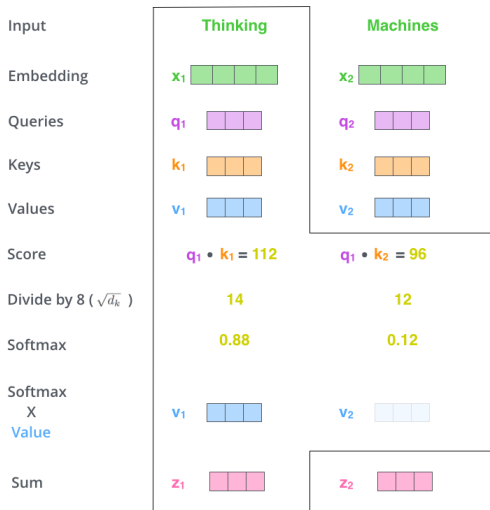 Input Thinking Machines
Embedding x₁ x₂
Queries q₁ q₂
Keys k₁ k₂
Values v₁ v₂
Score q₁ • k₁ = 112 q₁ • k₂ = 96
Divide by 8 ( √dₖ ) 14 12
Softmax 0.88 0.12
Softmax
X v₁ v₂
Value
Sum z₁ z₂